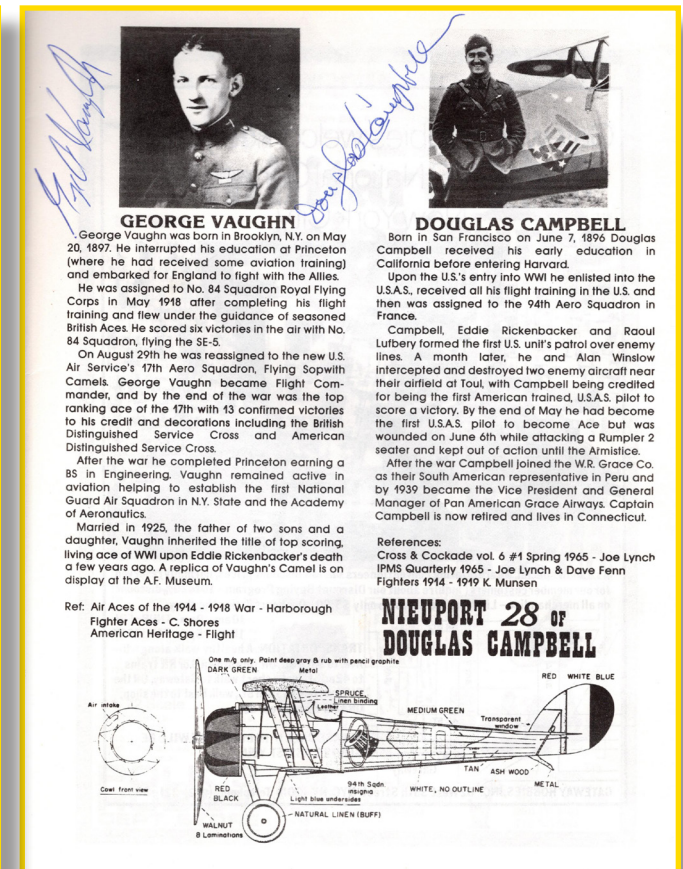 Douglas Campbell
GEORGE VAUGHN
George Vaughn was born in Brooklyn, N.Y. on May
20, 1897. He interrupted his education at Princeton
(where he had received some aviation training)
and embarked for England to fight with the Allies.
He was assigned to No. 84 Squadron Royal Flying
Corps in May 1918 after completing his flight
training and flew under the guidance of seasoned
British Aces. He scored six victories in the air with No.
84 Squadron, flying the SE-5.
On August 29th he was reassigned to the new U.S.
Air Service's 17th Aero Squadron, Flying Sopwith
Camels. George Vaughn became Flight Com-
mander, and by the end of the war was the top
ranking ace of the 17th with 13 confirmed victories
to his credit and decorations including the British
Distinguished Service Cross and American
Distinguished Service Cross.
After the war he completed Princeton earning a
BS in Engineering. Vaughn remained active in
aviation helping to establish the first National
Guard Air Squadron in N.Y. State and the Academy
of Aeronautics.
Married in 1925, the father of two sons and a
daughter, Vaughn inherited the title of top scoring,
living ace of WWI upon Eddie Rickenbacker's death
a few years ago. A replica of Vaughn's Camel is on
display at the A.F. Museum.
Ref: Air Aces of the 1914 - 1918 War - Harborough
Fighter Aces - C. Shores
American Heritage - Flight
DOUGLAS CAMPBELL
Born in San Francisco on June 7, 1896 Douglas
Campbell received his early education in
California before entering Harvard.
Upon the U.S.'s entry into WWI he enlisted into the
U.S.A.S., received all his flight training in the U.S. and
then was assigned to the 94th Aero Squadron in
France.
Campbell, Eddie Rickenbacker and Raoul
Lufbery formed the first U.S. unit's patrol over enemy
lines. A month later, he and Alan Winslow
intercepted and destroyed two enemy aircraft near
their airfield at Toul, with Campbell being credited
for being the first American trained, U.S.A.S. pilot to
score a victory. By the end of May he had become
the first U.S.A.S. pilot to become Ace but was
wounded on June 6th while attacking a Rumpler 2
seater and kept out of action until the Armistice.
After the war Campbell joined the W.R. Grace Co.
as their South American representative in Peru and
by 1939 became the Vice President and General
Manager of Pan American Grace Airways. Captain
Campbell is now retired and lives in Connecticut.
References:
Cross & Cockade vol. 6 #1 Spring 1965 - Joe Lynch
IPMS Quarterly 1965 - Joe Lynch & Dave Fenn
Fighters 1914 - 1919 K. Munsen
NIEUPORT 28 OF
DOUGLAS CAMPBELL
One m/g only. Paint deep gray & rub with pencil graphite
DARK GREEN
Metal
RED WHITE BLUE
SPRUCE
Linen binding
Leather
Air intake
MEDIUM GREEN
Transparent
window
TAN
ASH WOOD
METAL
Cowl front view
RED
BLACK
94th Sqdn.
insignia
WHITE, NO OUTLINE
Light blue undersides
NATURAL LINEN (BUFF)
WALNUT
8 Laminations